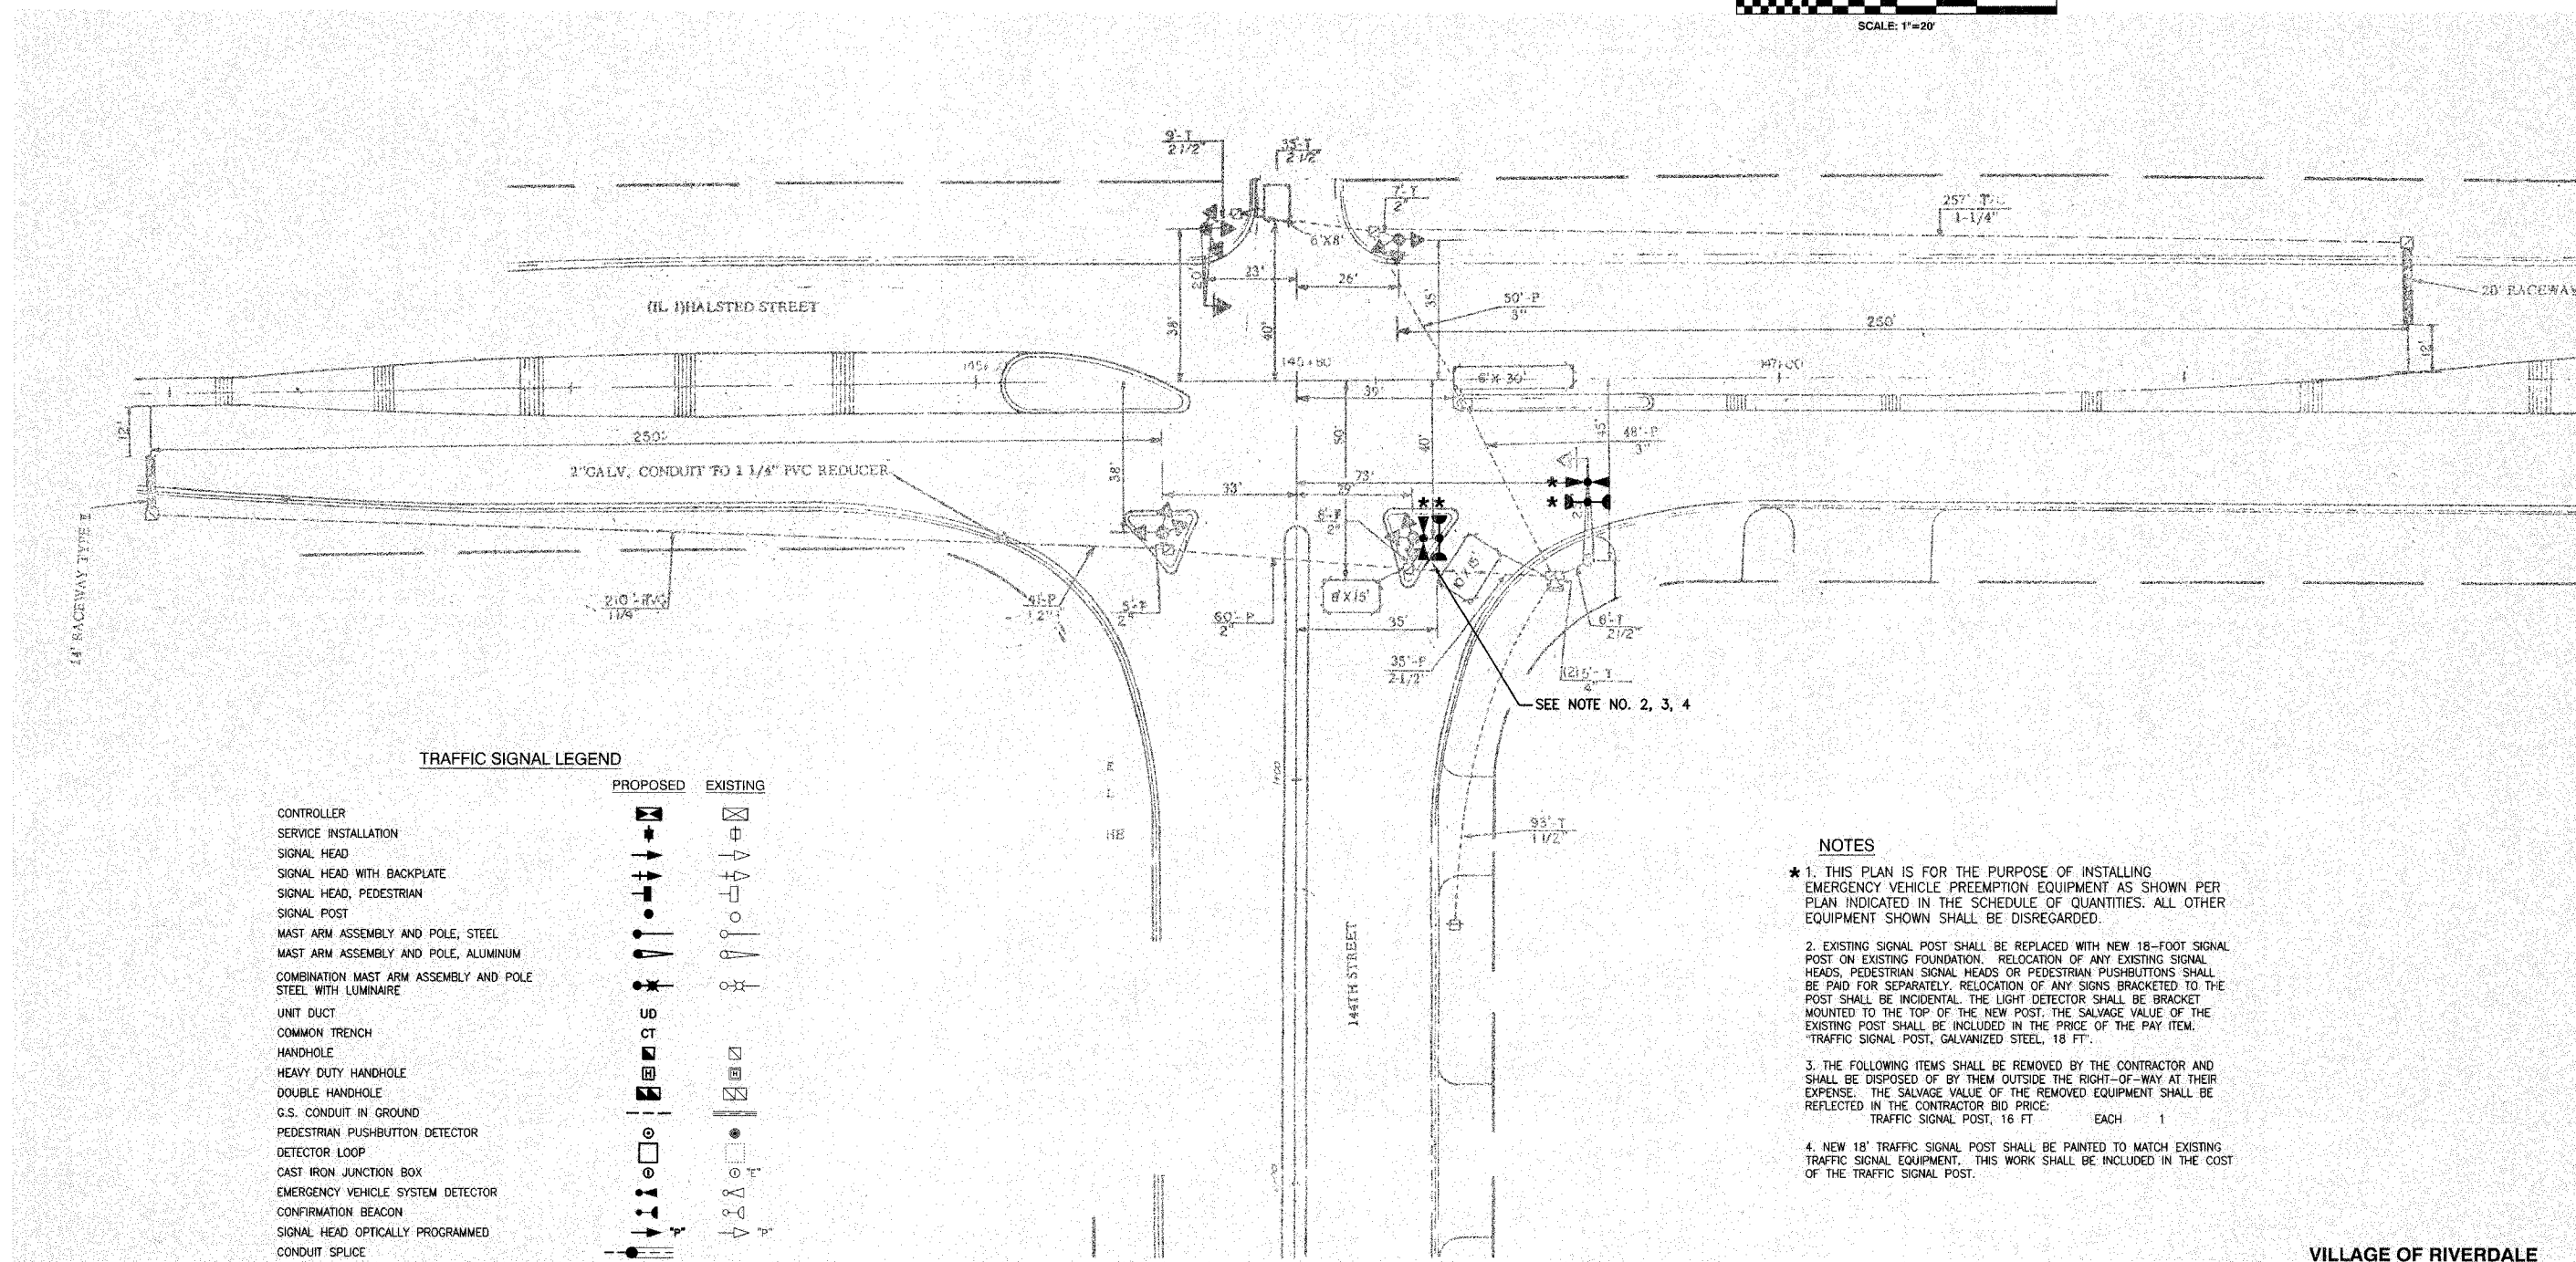 SCALE: 1"=20'
9'-T
2 1/2"
35'-T
2 1/2"
7'-T
2"
257'
1-1/4"
6'X8'
23'
26'
20'
38'
40'
35'
50'-P
3"
250'
20' RACEWAY
12'
(IL 1)HALSTED STREET
6'X 30'
39'
12'
250'
2" GALV. CONDUIT TO 1 1/4" PVC REDUCER
38'
50'
40'
48'-P
3"
45'
73'
33'
14' RACEWAY TYPE
10'X15'
6'X15'
210'-PVC
1 1/4"
5'-P
60'-P
2"
35'
6'-T
2 1/2"
35'-P
2-1/2"
4"
SEE NOTE NO. 2, 3, 4
93'-T
1 1/2"
144TH STREET
TRAFFIC SIGNAL LEGEND
PROPOSED EXISTING
CONTROLLER
SERVICE INSTALLATION
SIGNAL HEAD
SIGNAL HEAD WITH BACKPLATE
SIGNAL HEAD, PEDESTRIAN
SIGNAL POST
MAST ARM ASSEMBLY AND POLE, STEEL
MAST ARM ASSEMBLY AND POLE, ALUMINUM
COMBINATION MAST ARM ASSEMBLY AND POLE
STEEL WITH LUMINAIRE
UNIT DUCT UD
COMMON TRENCH CT
HANDHOLE
HEAVY DUTY HANDHOLE H H
DOUBLE HANDHOLE
G.S. CONDUIT IN GROUND
PEDESTRIAN PUSHBUTTON DETECTOR
DETECTOR LOOP
CAST IRON JUNCTION BOX "E"
EMERGENCY VEHICLE SYSTEM DETECTOR
CONFIRMATION BEACON
SIGNAL HEAD OPTICALLY PROGRAMMED "P" "P"
CONDUIT SPLICE
NOTES
* 1. THIS PLAN IS FOR THE PURPOSE OF INSTALLING
EMERGENCY VEHICLE PREEMPTION EQUIPMENT AS SHOWN PER
PLAN INDICATED IN THE SCHEDULE OF QUANTITIES. ALL OTHER
EQUIPMENT SHOWN SHALL BE DISREGARDED.
2. EXISTING SIGNAL POST SHALL BE REPLACED WITH NEW 18-FOOT SIGNAL
POST ON EXISTING FOUNDATION. RELOCATION OF ANY EXISTING SIGNAL
HEADS, PEDESTRIAN SIGNAL HEADS OR PEDESTRIAN PUSHBUTTONS SHALL
BE PAID FOR SEPARATELY. RELOCATION OF ANY SIGNS BRACKETED TO THE
POST SHALL BE INCIDENTAL. THE LIGHT DETECTOR SHALL BE BRACKET
MOUNTED TO THE TOP OF THE NEW POST. THE SALVAGE VALUE OF THE
EXISTING POST SHALL BE INCLUDED IN THE PRICE OF THE PAY ITEM.
"TRAFFIC SIGNAL POST, GALVANIZED STEEL, 18 FT".
3. THE FOLLOWING ITEMS SHALL BE REMOVED BY THE CONTRACTOR AND
SHALL BE DISPOSED OF BY THEM OUTSIDE THE RIGHT-OF-WAY AT THEIR
EXPENSE. THE SALVAGE VALUE OF THE REMOVED EQUIPMENT SHALL BE
REFLECTED IN THE CONTRACTOR BID PRICE:
TRAFFIC SIGNAL POST, 16 FT EACH 1
4. NEW 18' TRAFFIC SIGNAL POST SHALL BE PAINTED TO MATCH EXISTING
TRAFFIC SIGNAL EQUIPMENT. THIS WORK SHALL BE INCLUDED IN THE COST
OF THE TRAFFIC SIGNAL POST.
VILLAGE OF RIVERDALE